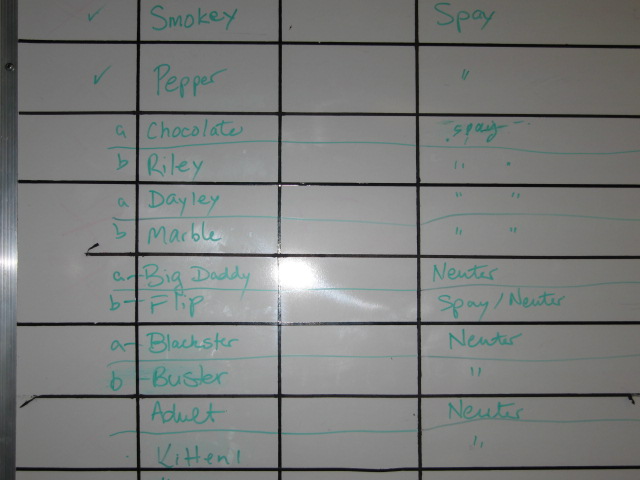 ✓ Smokey Spay
✓ Pepper "
a Chocolate spay
b Riley "
a Dayley " "
b Marble " "
a- Big Daddy Neuter
b- Flip Spay/Neuter
a- Blackster Neuter
b- Buster "
Adult Neuter
Kitten 1 "